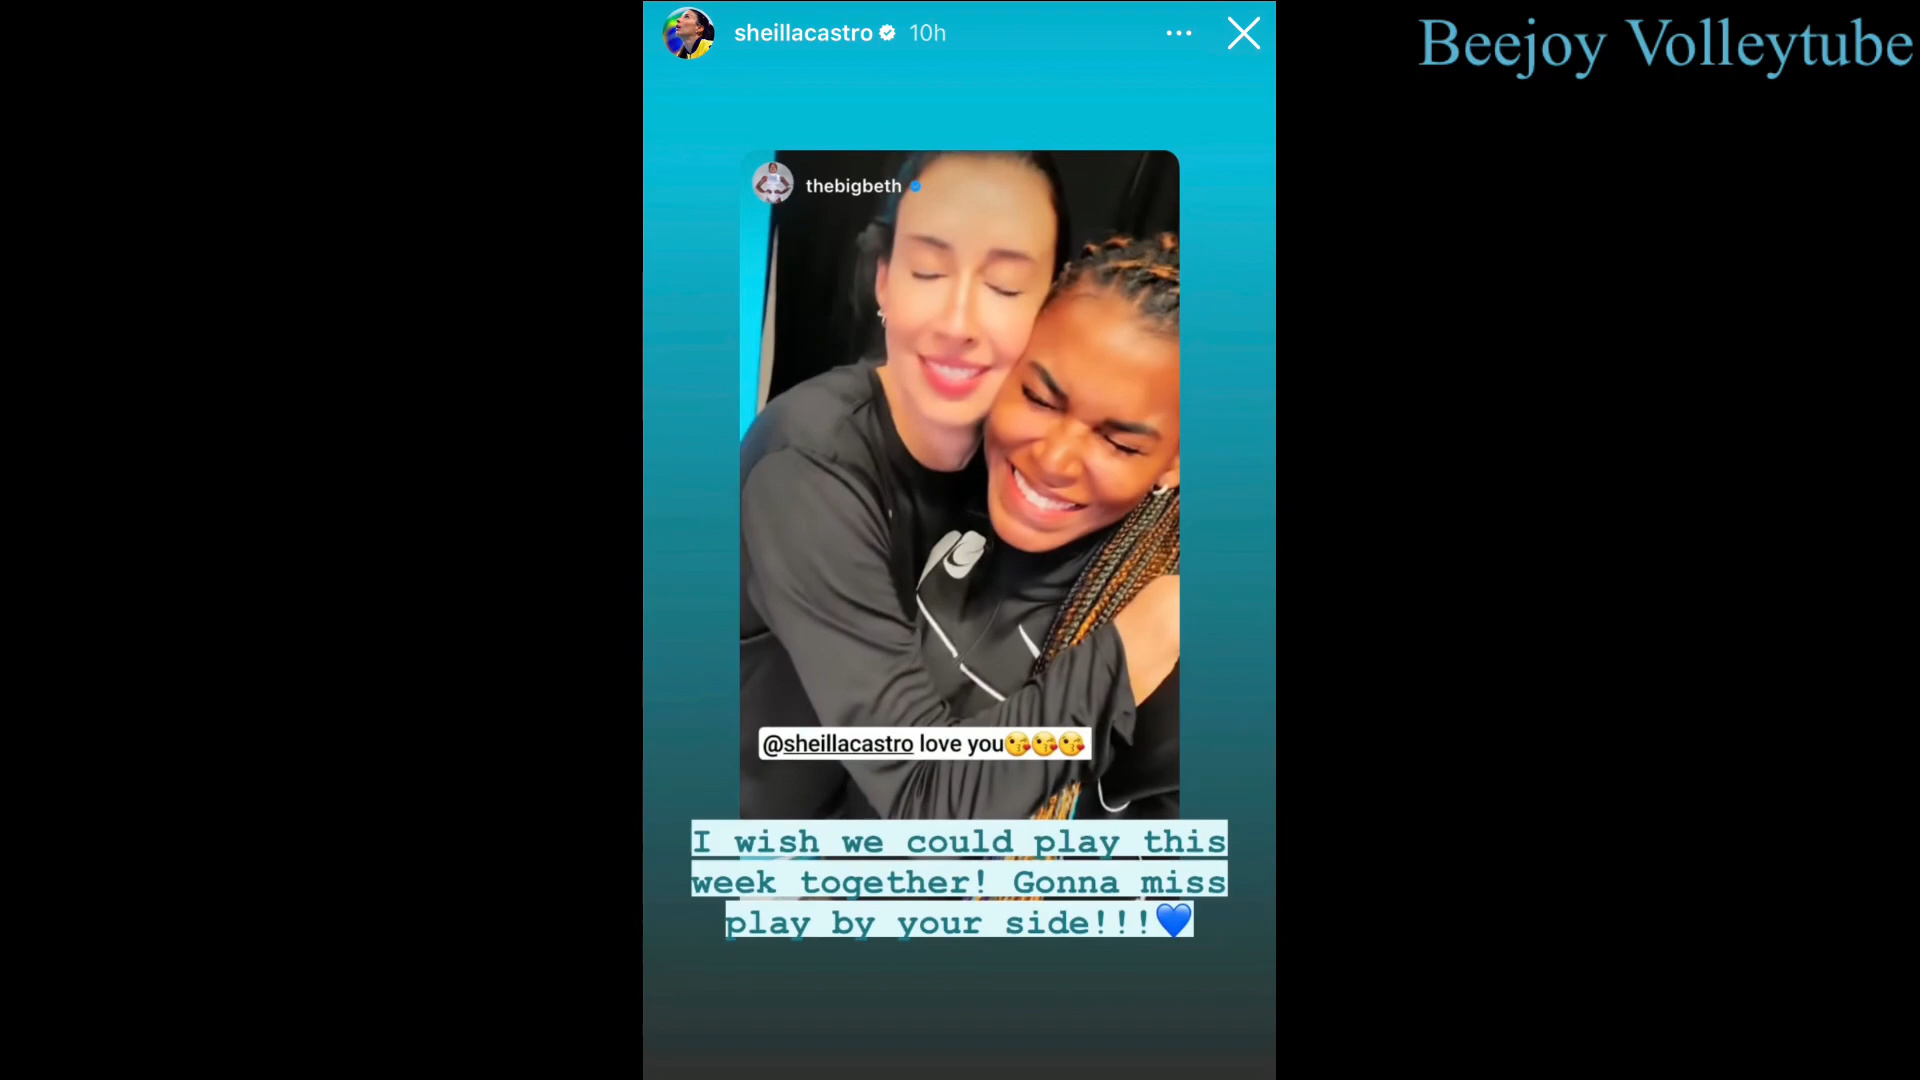 sheillacastro 10h
Beejoy Volleytube
thebigbeth
@sheillacastro love you😘😘😘
I wish we could play this
week together! Gonna miss
play by your side!!!💙